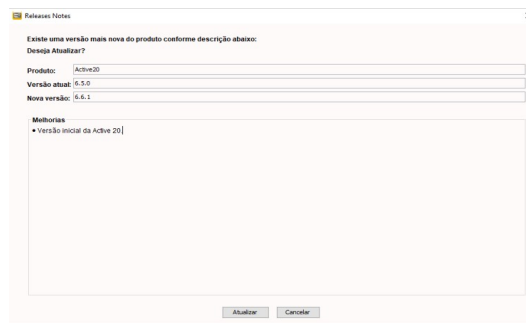 Releases Notes
Existe uma versão mais nova do produto conforme descrição abaixo:
Deseja Atualizar?
Produto: Active20
Versão atual: 6.5.0
Nova versão: 6.6.1
Melhorias
• Versão inicial da Active 20.
Atualizar Cancelar